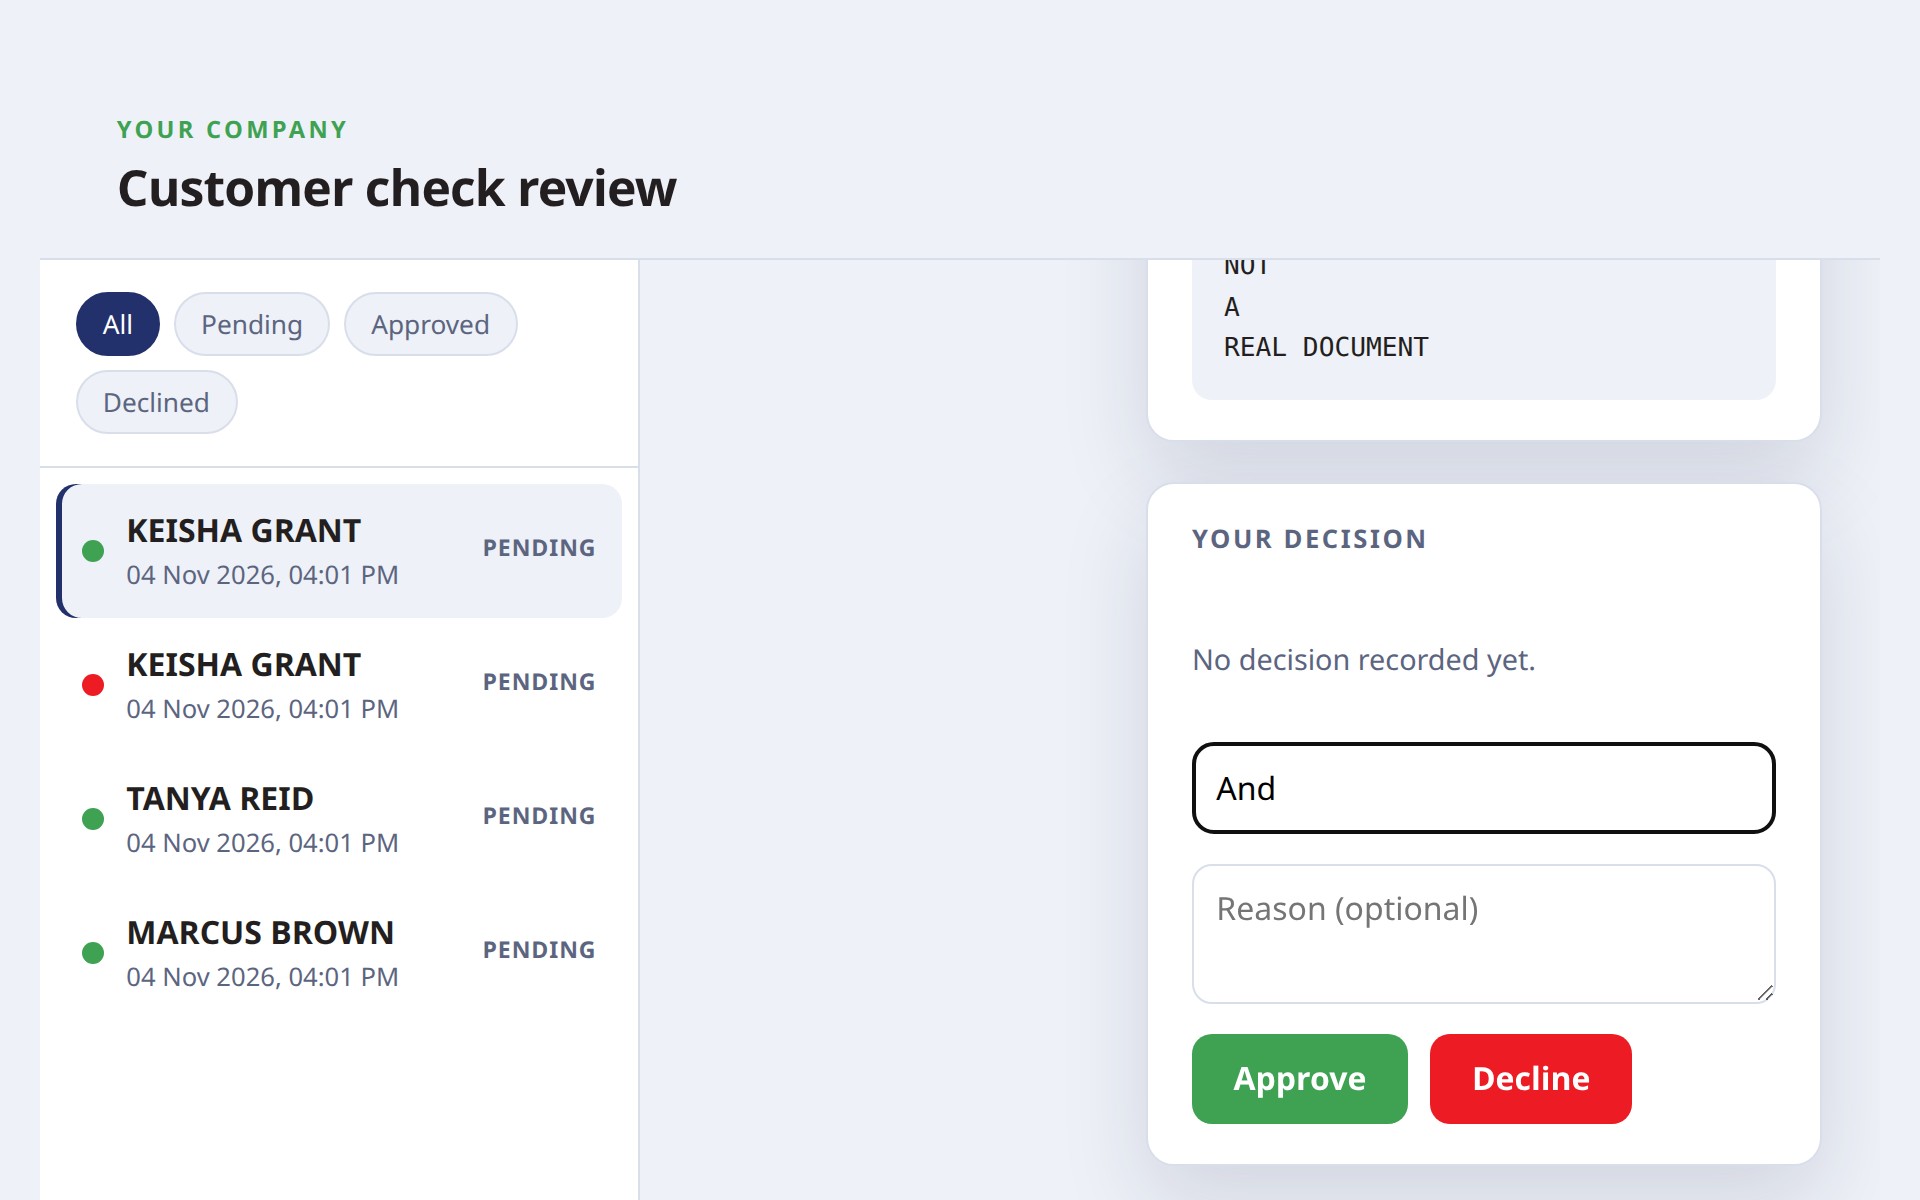 YOUR COMPANY
Customer check review
All
Pending
Approved
Declined
KEISHA GRANT
04 Nov 2026, 04:01 PM
PENDING
KEISHA GRANT
04 Nov 2026, 04:01 PM
PENDING
TANYA REID
04 Nov 2026, 04:01 PM
PENDING
MARCUS BROWN
04 Nov 2026, 04:01 PM
PENDING
NOT
A
REAL DOCUMENT
YOUR DECISION
No decision recorded yet.
And
Reason (optional)
Approve
Decline